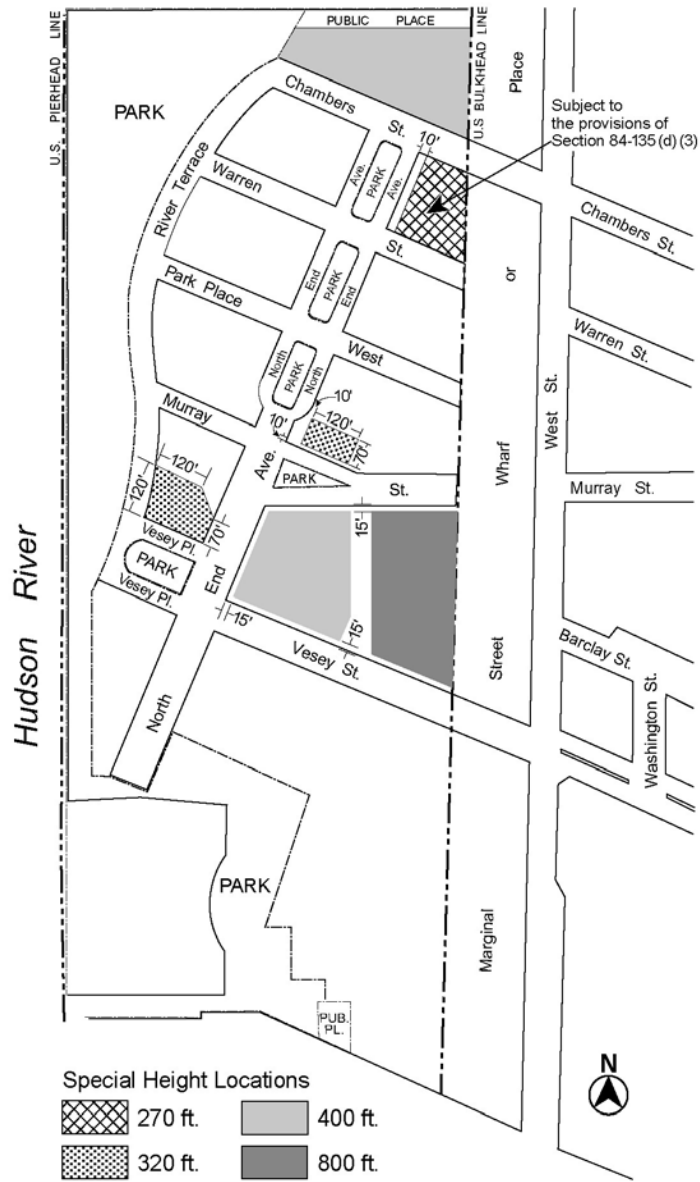 PUBLIC PLACE
U.S. PIERHEAD LINE
U.S BULKHEAD LINE
Place
PARK
Chambers
St.
10'
Subject to
the provisions of
Section 84-135 (d) (3)
River Terrace
Warren
Ave.
PARK
Ave.
St.
Chambers St.
Park Place
End
PARK
End
or
West
Warren St.
North
PARK
North
West St.
Murray
10'
120'
10'
70'
Ave.
PARK
St.
Wharf
Murray St.
120'
120'
70'
15'
Vesey Pl.
PARK
Vesey Pl.
End
15'
15'
Vesey St.
Street
Barclay St.
Washington St.
Hudson River
North
PARK
Marginal
PUB.
PL.
N
Special Height Locations
270 ft.
400 ft.
320 ft.
800 ft.